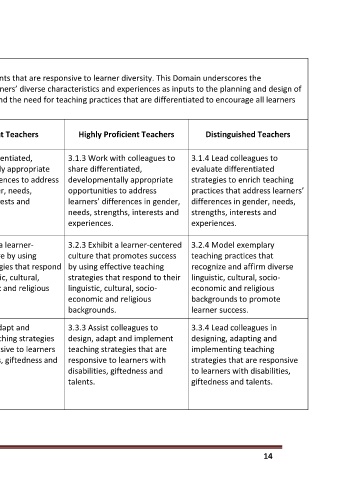 nts that are responsive to learner diversity. This Domain underscores the
ners' diverse characteristics and experiences as inputs to the planning and design of
nd the need for teaching practices that are differentiated to encourage all learners
t Teachers
Highly Proficient Teachers
Distinguished Teachers
entiated,
ly appropriate
ences to address
r, needs,
ests and
3.1.3 Work with colleagues to
share differentiated,
developmentally appropriate
opportunities to address
learners' differences in gender,
needs, strengths, interests and
experiences.
3.1.4 Lead colleagues to
evaluate differentiated
strategies to enrich teaching
practices that address learners'
differences in gender, needs,
strengths, interests and
experiences.
a learner-
e by using
gies that respond
ic, cultural,
c and religious
3.2.3 Exhibit a learner-centered
culture that promotes success
by using effective teaching
strategies that respond to their
linguistic, cultural, socio-
economic and religious
backgrounds.
3.2.4 Model exemplary
teaching practices that
recognize and affirm diverse
linguistic, cultural, socio-
economic and religious
backgrounds to promote
learner success.
dapt and
ching strategies
sive to learners
, giftedness and
3.3.3 Assist colleagues to
design, adapt and implement
teaching strategies that are
responsive to learners with
disabilities, giftedness and
talents.
3.3.4 Lead colleagues in
designing, adapting and
implementing teaching
strategies that are responsive
to learners with disabilities,
giftedness and talents.
14